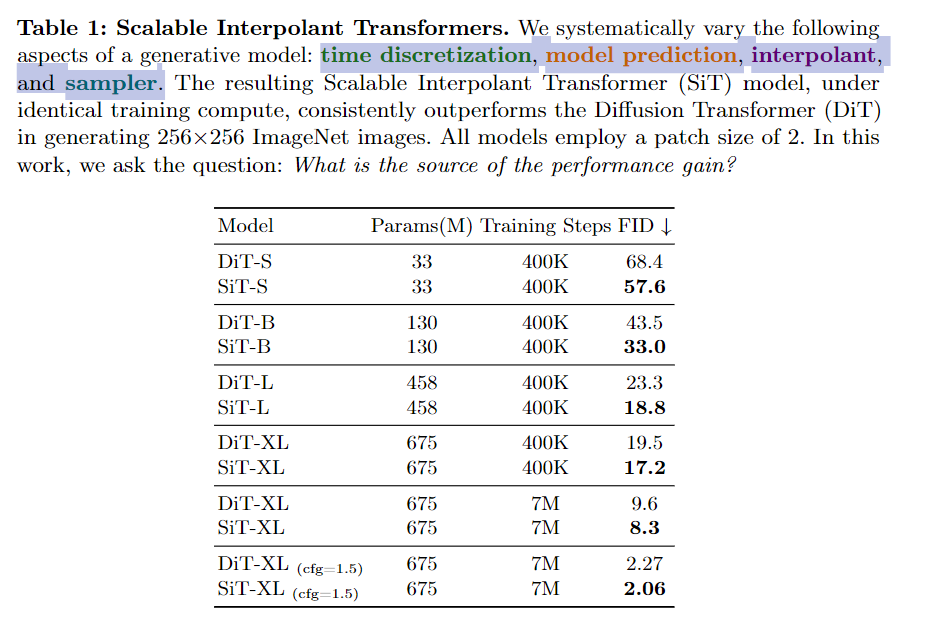 Table 1: Scalable Interpolant Transformers. We systematically vary the following
aspects of a generative model: time discretization, model prediction, interpolant,
and sampler. The resulting Scalable Interpolant Transformer (SiT) model, under
identical training compute, consistently outperforms the Diffusion Transformer (DiT)
in generating 256×256 ImageNet images. All models employ a patch size of 2. In this
work, we ask the question: What is the source of the performance gain?
Model Params(M) Training Steps FID ↓
DiT-S 33 400K 68.4
SiT-S 33 400K 57.6
DiT-B 130 400K 43.5
SiT-B 130 400K 33.0
DiT-L 458 400K 23.3
SiT-L 458 400K 18.8
DiT-XL 675 400K 19.5
SiT-XL 675 400K 17.2
DiT-XL 675 7M 9.6
SiT-XL 675 7M 8.3
DiT-XL (cfg=1.5) 675 7M 2.27
SiT-XL (cfg=1.5) 675 7M 2.06